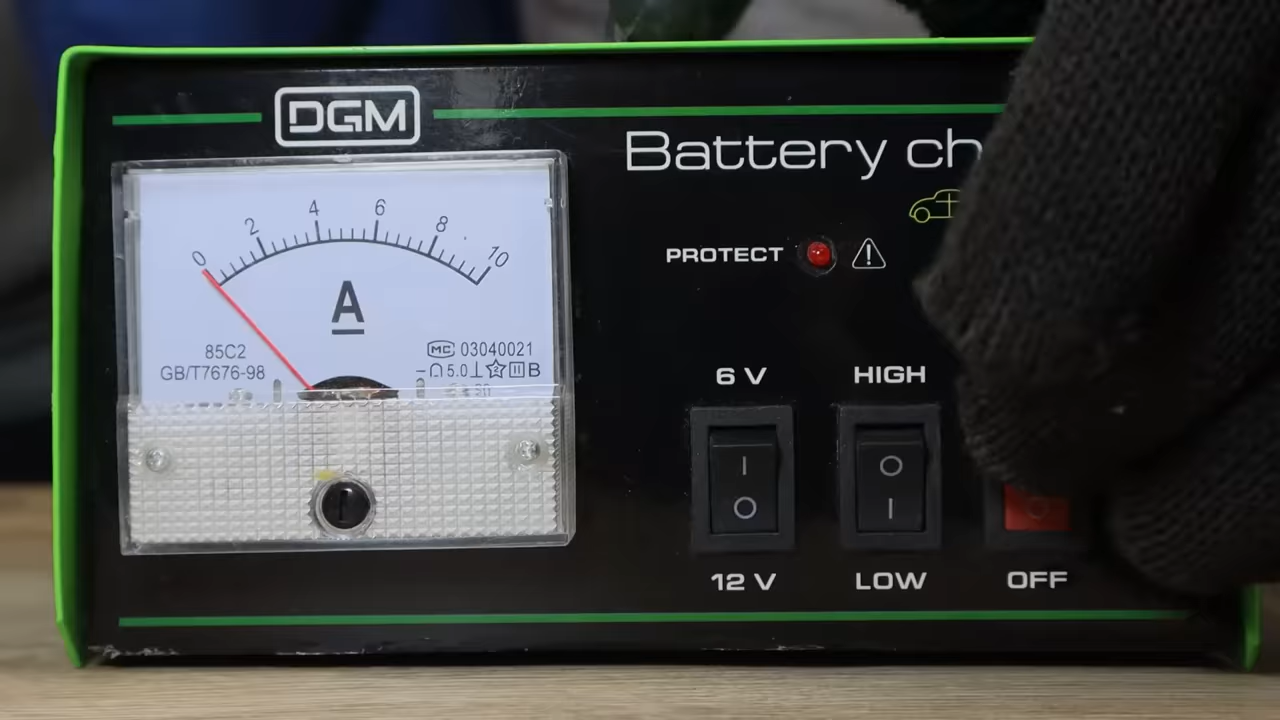 DGM
Battery ch
0 2 4 6 8 10
A
85C2
GB/T7676-98
MC 03040021
5.0 B
PROTECT
6 V
HIGH
12 V
LOW
OFF